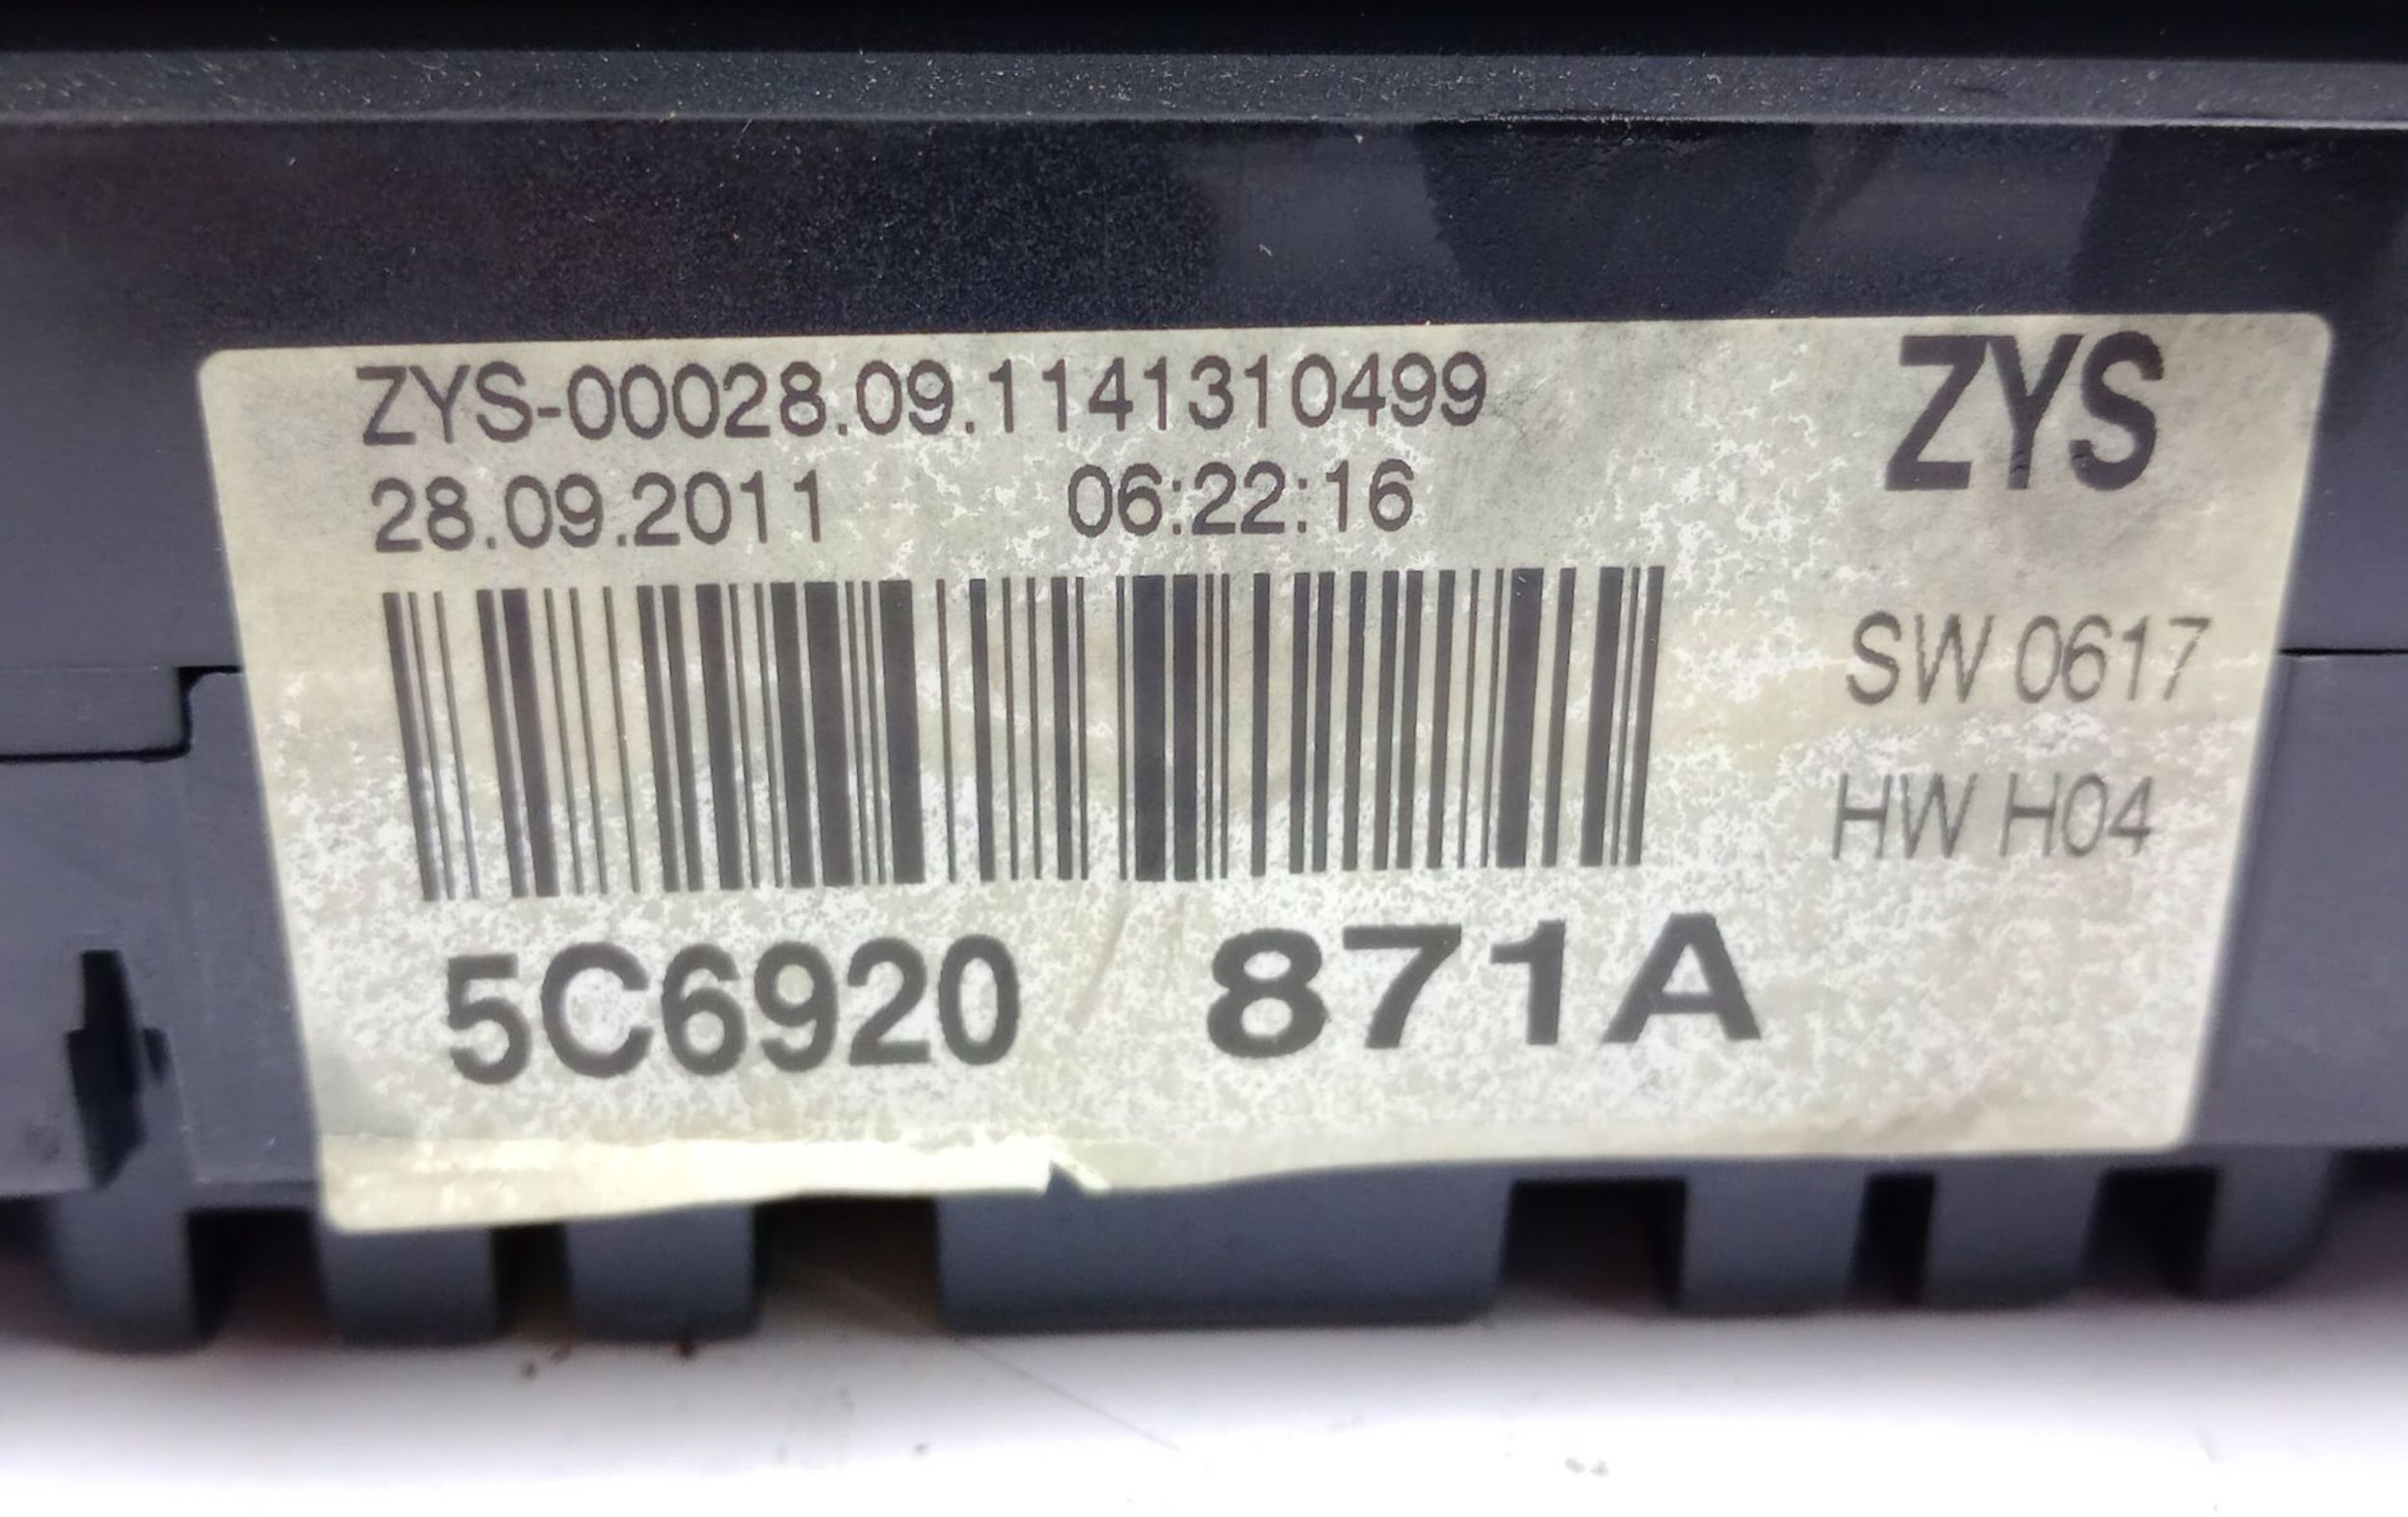 ZYS-00028.09.1141310499
ZYS
28.09.2011 06:22:16
SW 0617
HW H04
5C6920 871A